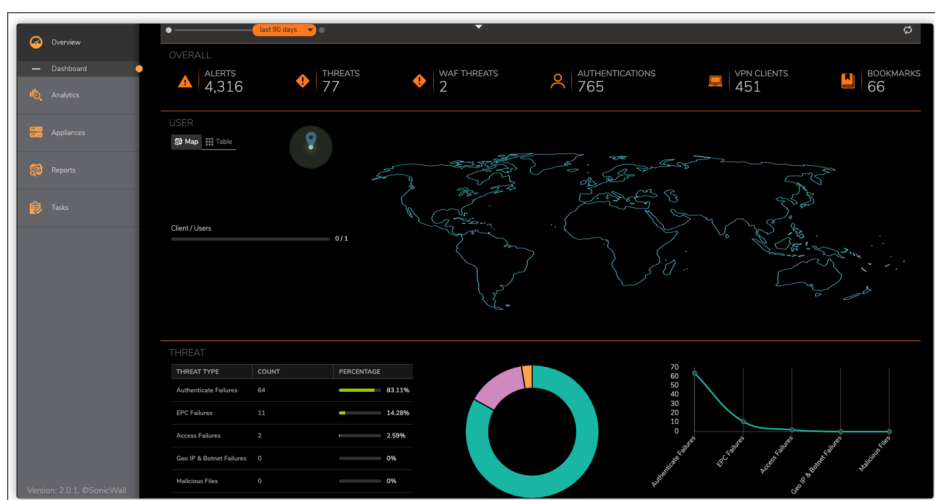 last 90 days
Overview
Dashboard
Analytics
Appliances
Reports
Tasks
Version: 2.0.1, ©SonicWall
OVERALL
ALERTS
4,316
THREATS
77
WAF THREATS
2
AUTHENTICATIONS
765
VPN CLIENTS
451
BOOKMARKS
66
USER
Map Table
Client / Users
0 / 1
THREAT
THREAT TYPE COUNT PERCENTAGE
Authenticate Failures 64 83.11%
EPC Failures 11 14.28%
Access Failures 2 2.59%
Geo IP & Botnet Failures 0 0%
Malicious Files 0 0%
70
60
50
40
30
20
10
0
Authenticate Failures
EPC Failures
Access Failures
Geo IP & Botnet Failures
Malicious Files